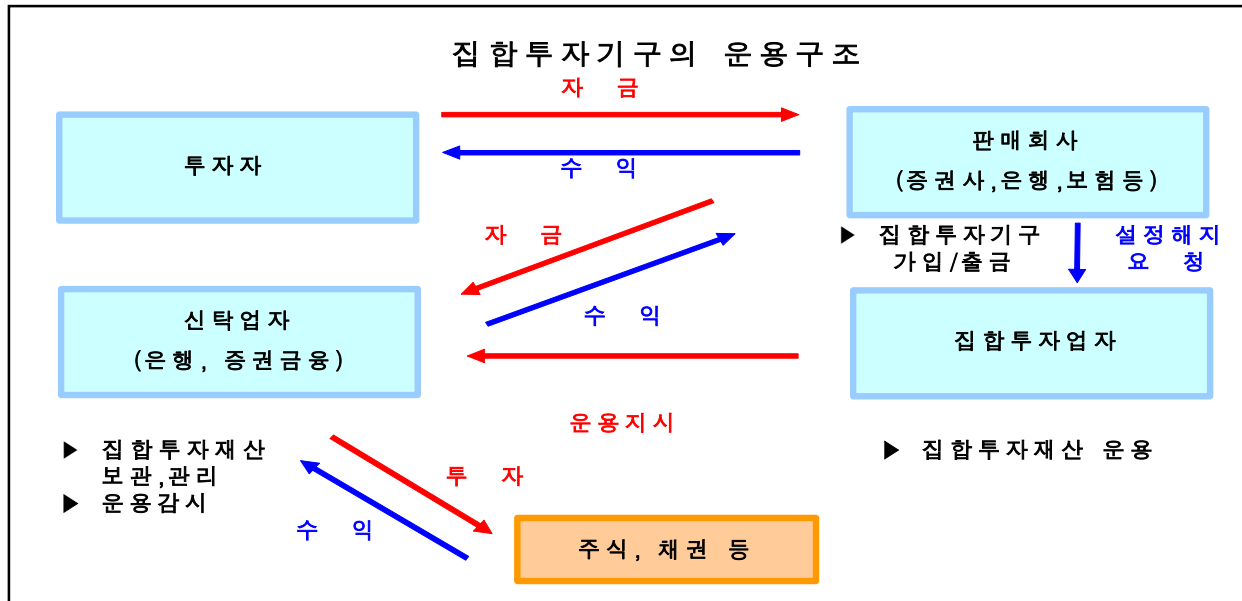 집합투자기구의 운용구조
자 금
투자자
수 익
판매회사
(증권사,은행,보험등)
자 금
▶ 집합투자기구
가입/출금
설정해지
요 청
신탁업자
(은행, 증권금융)
수 익
집합투자업자
운용지시
▶ 집합투자재산
보관,관리
▶ 운용감시
▶ 집합투자재산 운용
투 자
수 익
주식, 채권 등